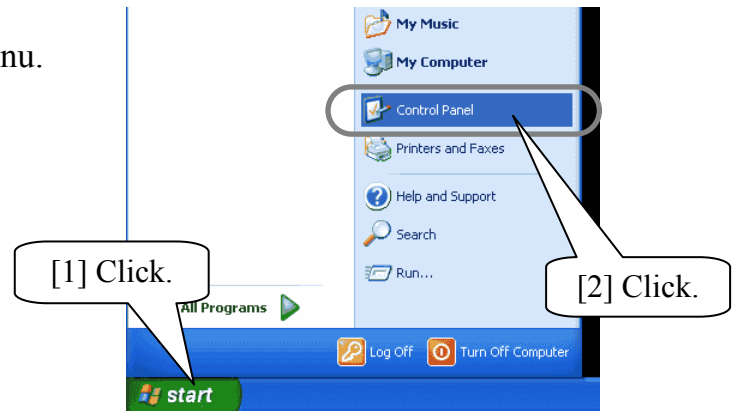 nu.
My Music
My Computer
Control Panel
Printers and Faxes
Help and Support
Search
Run...
[1] Click.
[2] Click.
All Programs
Log Off
Turn Off Computer
start